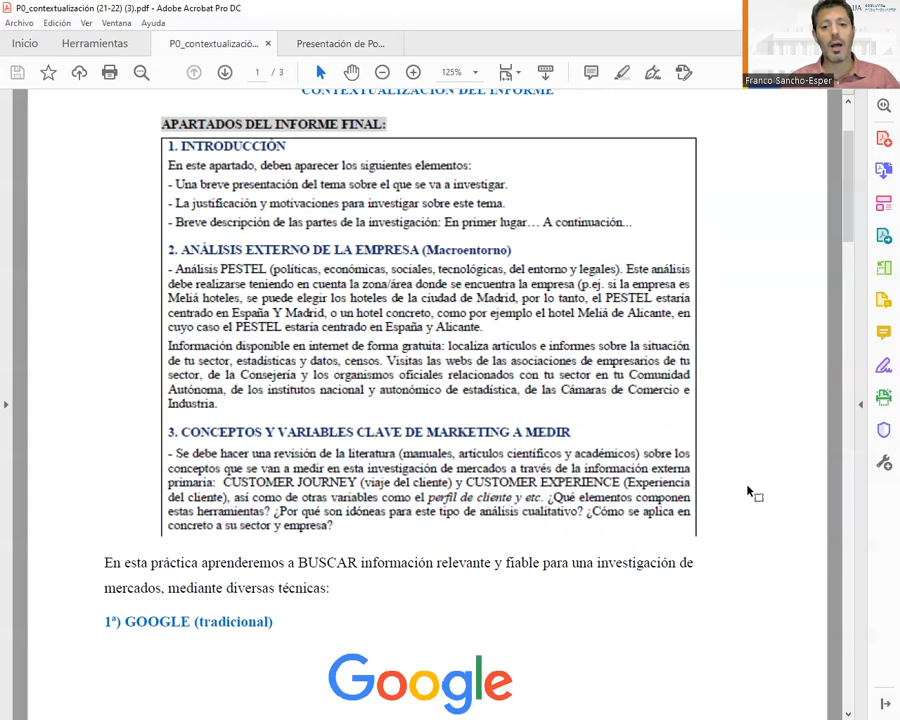 P0_contextualización (21-22) (3).pdf - Adobe Acrobat Pro DC
Archivo Edición Ver Ventana Ayuda
Inicio Herramientas P0_contextualizació... × Presentación de Po...
1 / 3 125%
Franco Sancho-Esper
CONTEXTUALIZACIÓN DEL INFORME
APARTADOS DEL INFORME FINAL:
1. INTRODUCCIÓN
En este apartado, deben aparecer los siguientes elementos:
- Una breve presentación del tema sobre el que se va a investigar.
- La justificación y motivaciones para investigar sobre este tema.
- Breve descripción de las partes de la investigación: En primer lugar… A continuación...
2. ANÁLISIS EXTERNO DE LA EMPRESA (Macroentorno)
- Análisis PESTEL (políticas, económicas, sociales, tecnológicas, del entorno y legales). Este análisis
debe realizarse teniendo en cuenta la zona/área donde se encuentra la empresa (p.ej. si la empresa es
Meliá hoteles, se puede elegir los hoteles de la ciudad de Madrid, por lo tanto, el PESTEL estaría
centrado en España Y Madrid, o un hotel concreto, como por ejemplo el hotel Meliá de Alicante, en
cuyo caso el PESTEL estaría centrado en España y Alicante.
Información disponible en internet de forma gratuita: localiza artículos e informes sobre la situación
de tu sector, estadísticas y datos, censos. Visitas las webs de las asociaciones de empresarios de tu
sector, de la Consejería y los organismos oficiales relacionados con tu sector en tu Comunidad
Autónoma, de los institutos nacional y autonómico de estadística, de las Cámaras de Comercio e
Industria.
3. CONCEPTOS Y VARIABLES CLAVE DE MARKETING A MEDIR
- Se debe hacer una revisión de la literatura (manuales, artículos científicos y académicos) sobre los
conceptos que se van a medir en esta investigación de mercados a través de la información externa
primaria: CUSTOMER JOURNEY (viaje del cliente) y CUSTOMER EXPERIENCE (Experiencia
del cliente), así como de otras variables como el perfil de cliente y etc. ¿Qué elementos componen
estas herramientas? ¿Por qué son idóneas para este tipo de análisis cualitativo? ¿Cómo se aplica en
concreto a su sector y empresa?
En esta práctica aprenderemos a BUSCAR información relevante y fiable para una investigación de
mercados, mediante diversas técnicas:
1ª) GOOGLE (tradicional)
Google